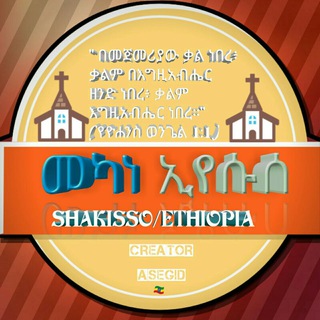 “በመጀመሪያው ቃል ነበረ፥
ቃልም በእግዚአብሔር
ዘንድ ነበረ፥ ቃልም
እግዚአብሔር ነበረ።”
(የዮሐንስ ወንጌል 1፡1)
መካነ ኢየሱስ
SHAKISSO/ETHIOPIA
CREATOR
ASEGID